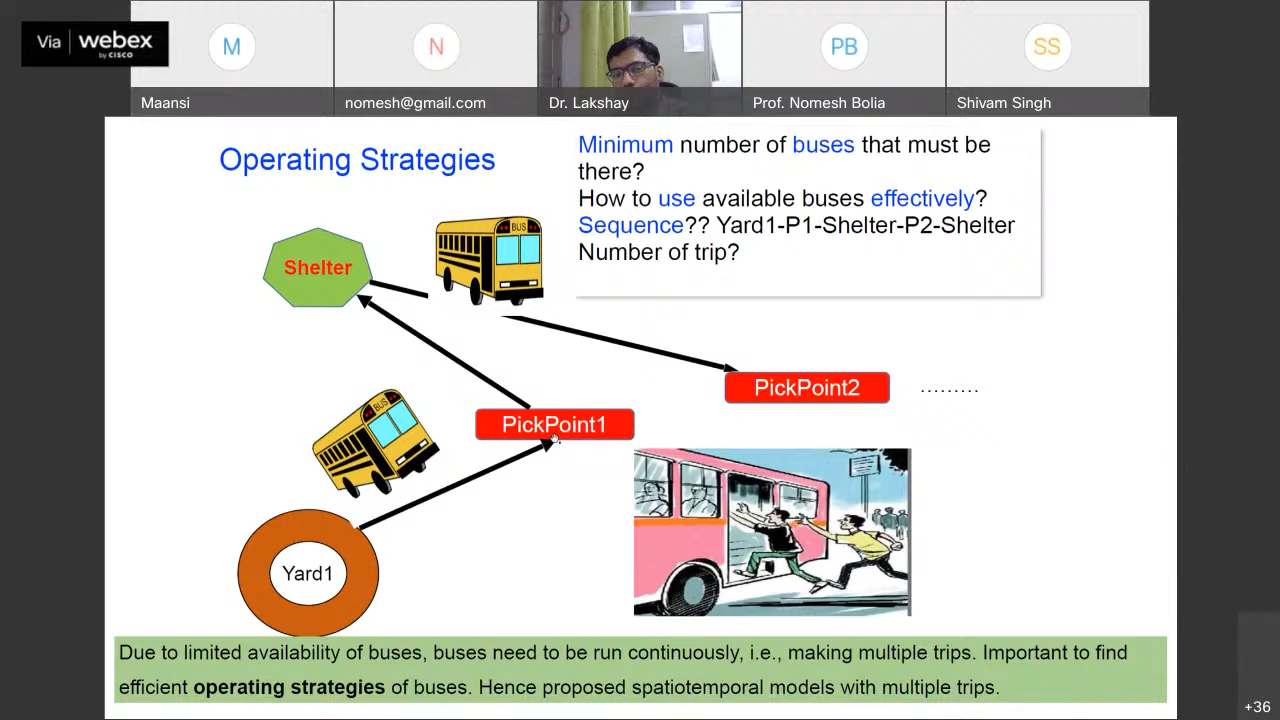 Via webex
by CISCO
M
N
PB
SS
Maansi
nomesh@gmail.com
Dr. Lakshay
Prof. Nomesh Bolia
Shivam Singh
Operating Strategies
Minimum number of buses that must be
there?
How to use available buses effectively?
Sequence?? Yard1-P1-Shelter-P2-Shelter
Number of trip?
BUS
Shelter
PickPoint2
.........
BUS
PickPoint1
Yard1
Due to limited availability of buses, buses need to be run continuously, i.e., making multiple trips. Important to find
efficient operating strategies of buses. Hence proposed spatiotemporal models with multiple trips.
+36